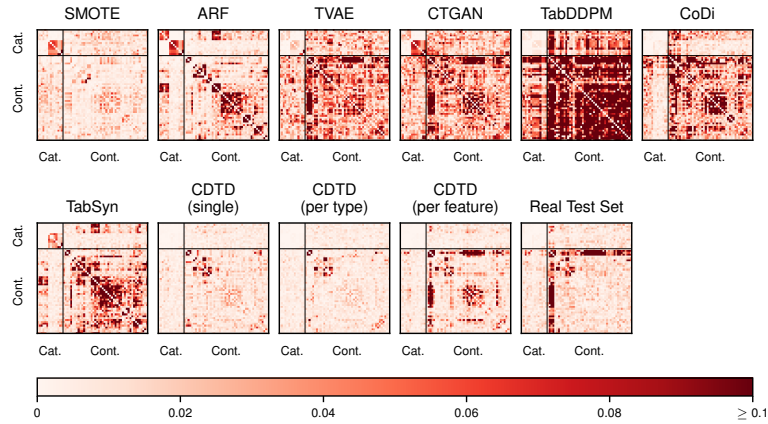 SMOTE ARF TVAE CTGAN TabDDPM CoDi
Cat.
Cont.
Cat. Cont. Cat. Cont. Cat. Cont. Cat. Cont. Cat. Cont. Cat. Cont.
TabSyn CDTD (single) CDTD (per type) CDTD (per feature) Real Test Set
Cat.
Cont.
Cat. Cont. Cat. Cont. Cat. Cont. Cat. Cont. Cat. Cont.
0 0.02 0.04 0.06 0.08 ≥ 0.1